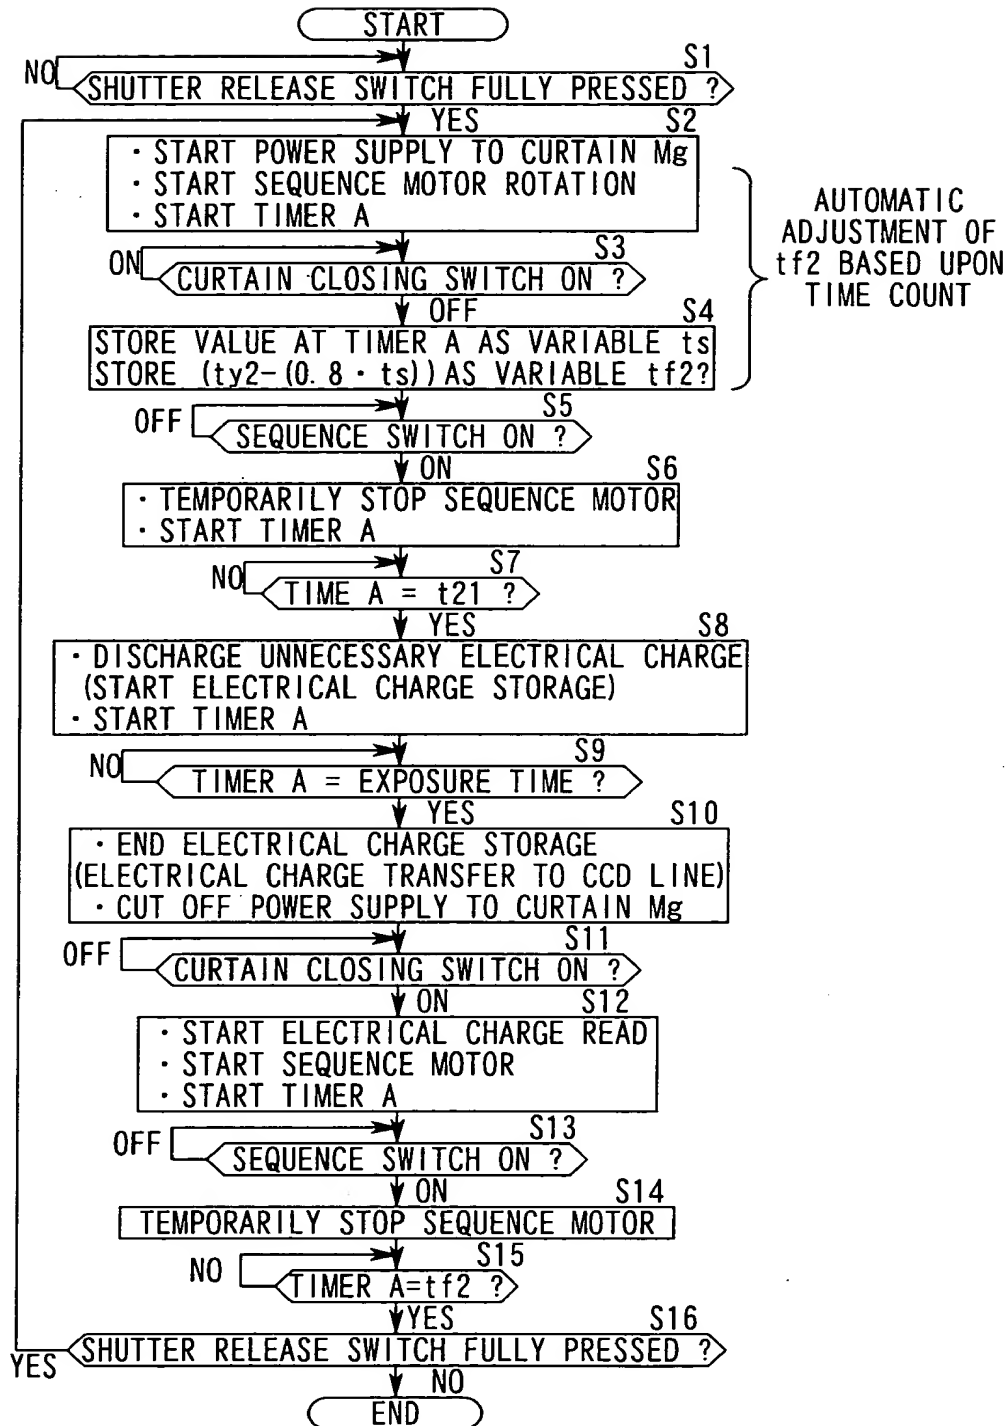 START
S1
NO
SHUTTER RELEASE SWITCH FULLY PRESSED ?
YES
S2
· START POWER SUPPLY TO CURTAIN Mg
· START SEQUENCE MOTOR ROTATION
· START TIMER A
AUTOMATIC
ADJUSTMENT OF
tf2 BASED UPON
TIME COUNT
S3
ON
CURTAIN CLOSING SWITCH ON ?
OFF
S4
STORE VALUE AT TIMER A AS VARIABLE ts
STORE (ty2-(0.8 · ts)) AS VARIABLE tf2?
S5
OFF
SEQUENCE SWITCH ON ?
ON
S6
· TEMPORARILY STOP SEQUENCE MOTOR
· START TIMER A
S7
NO
TIME A = t21 ?
YES
S8
· DISCHARGE UNNECESSARY ELECTRICAL CHARGE
(START ELECTRICAL CHARGE STORAGE)
· START TIMER A
S9
NO
TIMER A = EXPOSURE TIME ?
YES
S10
· END ELECTRICAL CHARGE STORAGE
(ELECTRICAL CHARGE TRANSFER TO CCD LINE)
· CUT OFF POWER SUPPLY TO CURTAIN Mg
S11
OFF
CURTAIN CLOSING SWITCH ON ?
ON
S12
· START ELECTRICAL CHARGE READ
· START SEQUENCE MOTOR
· START TIMER A
S13
OFF
SEQUENCE SWITCH ON ?
ON
S14
TEMPORARILY STOP SEQUENCE MOTOR
S15
NO
TIMER A=tf2 ?
YES
S16
SHUTTER RELEASE SWITCH FULLY PRESSED ?
YES
NO
END